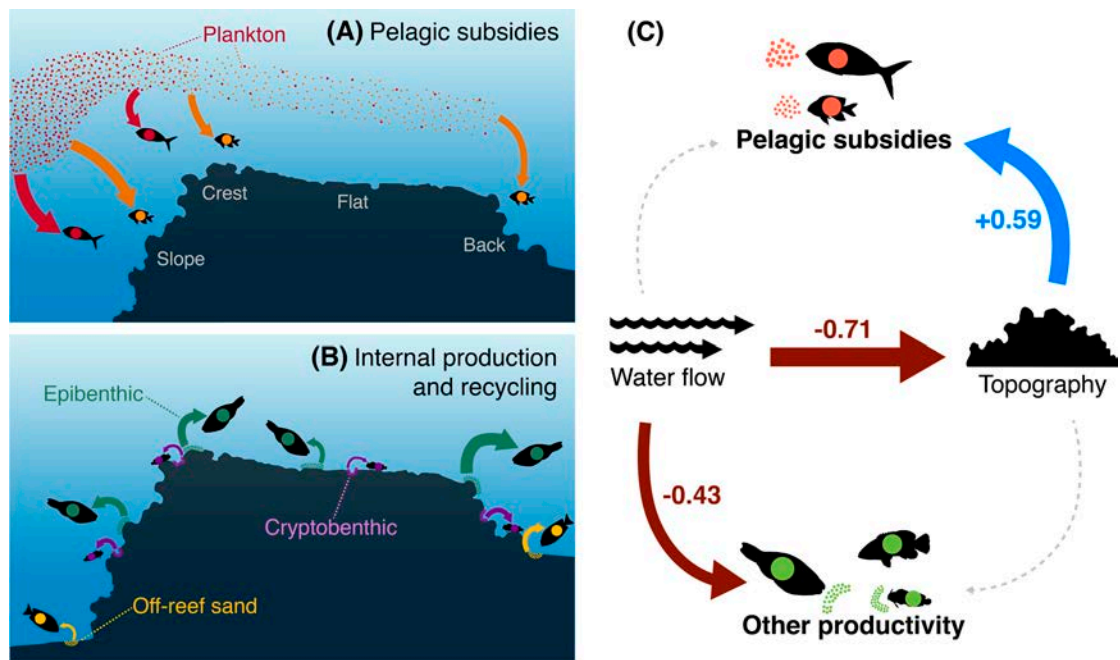 (A) Pelagic subsidies
Plankton
Crest
Flat
Slope
Back
(B) Internal production
and recycling
Epibenthic
Cryptobenthic
Off-reef sand
(C)
Pelagic subsidies
+0.59
-0.71
Water flow
Topography
-0.43
Other productivity